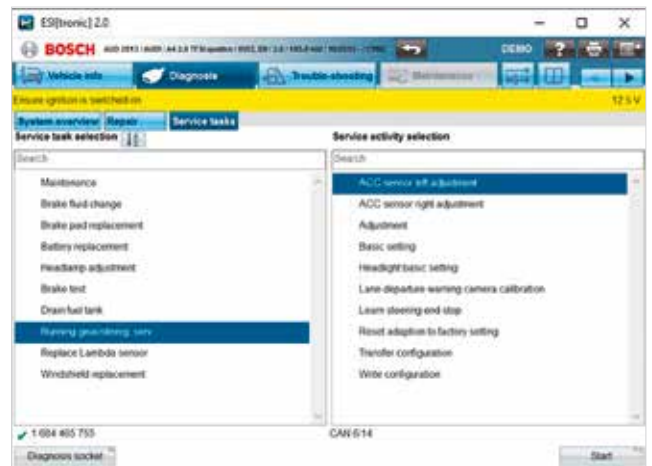 ESI[tronic] 2.0
BOSCH DEMO ?
Vehicle info Diagnosis Trouble-shooting Maintenance
Ensure ignition is switched on 12.5 V
System overview Repair Service tasks
Service task selection Service activity selection
Search Search
Maintenance ACC sensor left adjustment
Brake fluid change ACC sensor right adjustment
Brake pad replacement Adjustment
Battery replacement Basic setting
Headlamp adjustment Headlight basic setting
Brake test Lane departure warning camera calibration
Drain fuel tank Learn steering end stop
Running gear/steerg. serv. Reset adaption to factory setting
Replace Lambda sensor Transfer configuration
Windshield replacement Write configuration
1 684 465 755 CAN 6/14
Diagnosis socket Start